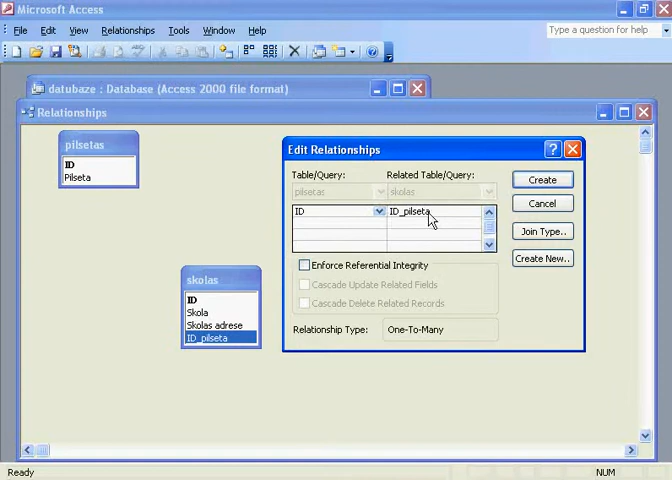 Microsoft Access
File Edit View Relationships Tools Window Help
Type a question for help
datubaze : Database (Access 2000 file format)
Relationships
pilsetas
ID
Pilseta
skolas
ID
Skola
Skolas adrese
ID_pilseta
Edit Relationships
Table/Query: Related Table/Query:
pilsetas skolas
ID ID_pilseta
Enforce Referential Integrity
Cascade Update Related Fields
Cascade Delete Related Records
Relationship Type: One-To-Many
Create
Cancel
Join Type..
Create New..
Ready NUM